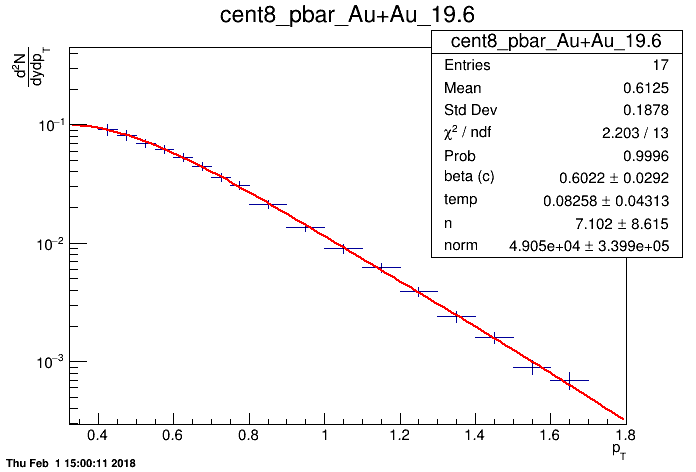 cent8_pbar_Au+Au_19.6
cent8_pbar_Au+Au_19.6
Entries 17
Mean 0.6125
Std Dev 0.1878
χ² / ndf 2.203 / 13
Prob 0.9996
beta (c) 0.6022 ± 0.0292
temp 0.08258 ± 0.04313
n 7.102 ± 8.615
norm 4.905e+04 ± 3.399e+05
d²N
dydp_T
10⁻¹
10⁻²
10⁻³
0.4 0.6 0.8 1 1.2 1.4 1.6 1.8
p_T
Thu Feb 1 15:00:11 2018